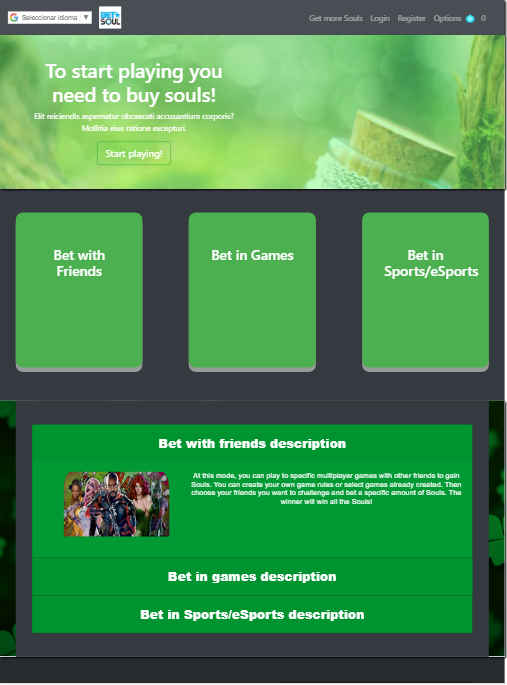 Seleccionar idioma ▼
BET★
SOUL
Get more Souls Login Register Options 0
To start playing you
need to buy souls!
Elit reiciendis aspernatur obcaecati accusantium corporis?
Mollitia eius ratione excepturi.
Start playing!
Bet with
Friends
Bet in Games
Bet in
Sports/eSports
Bet with friends description
At this mode, you can play to specific multiplayer games with other friends to gain
Souls. You can create your own game rules or select games already created. Then
choose your friends you want to challenge and bet a specific amount of Souls. The
winner will win all the Souls!
Bet in games description
Bet in Sports/eSports description